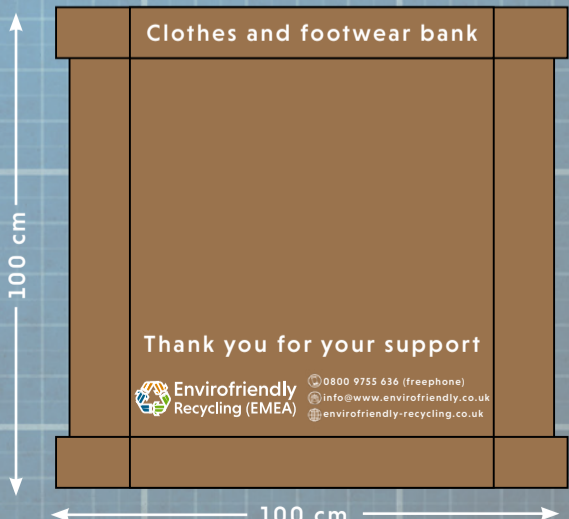 Clothes and footwear bank
100 cm
Thank you for your support
Envirofriendly
Recycling (EMEA)
0800 9755 636 (freephone)
info@www.envirofriendly.co.uk
envirofriendly-recycling.co.uk
100 cm